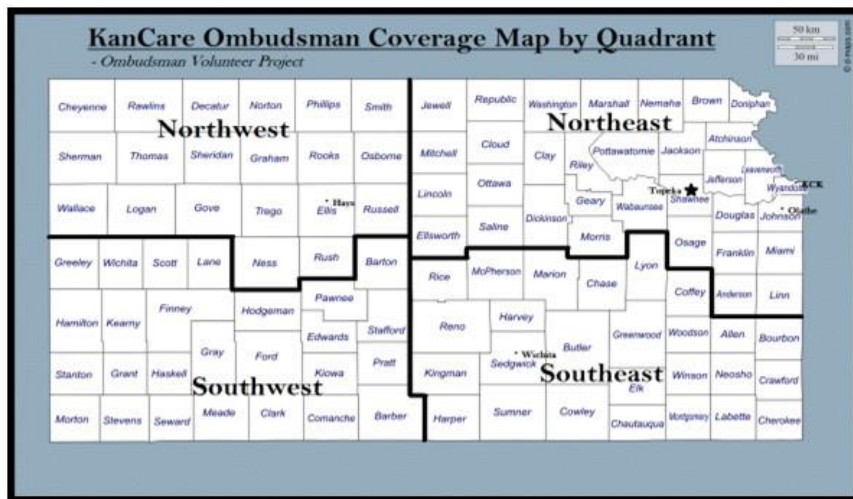 KanCare Ombudsman Coverage Map by Quadrant
- Ombudsman Volunteer Project
50 km
30 mi
© d-maps.com
Cheyenne Rawlins Decatur Norton Phillips Smith Jewell Republic Washington Marshall Nemaha Brown Doniphan
Northwest Northeast
Atchinson
Sherman Thomas Sheridan Graham Rooks Osborne Mitchell Cloud Clay Riley Pottawatomie Jackson
Jefferson Leavenworth
Wyandotte KCK
Topeka
Wallace Logan Gove Trego Ellis Hays Russell Lincoln Ottawa Geary Wabaunsee Shawnee
Dickinson Douglas Johnson Olathe
Ellsworth Saline Morris Osage Franklin Miami
Greeley Wichita Scott Lane Ness Rush Barton Rice McPherson Marion Chase Lyon Coffey Anderson Linn
Hamilton Kearny Finney Hodgeman Pawnee Stafford Reno Harvey Greenwood Woodson Allen Bourbon
Gray Ford Edwards Butler
Wichita
Stanton Grant Haskell Kiowa Pratt Kingman Sedgwick Elk Winson Neosho Crawford
Southwest Southeast
Morton Stevens Seward Meade Clark Comanche Barber Harper Sumner Cowley Chautauqua Montgomery Labette Cherokee